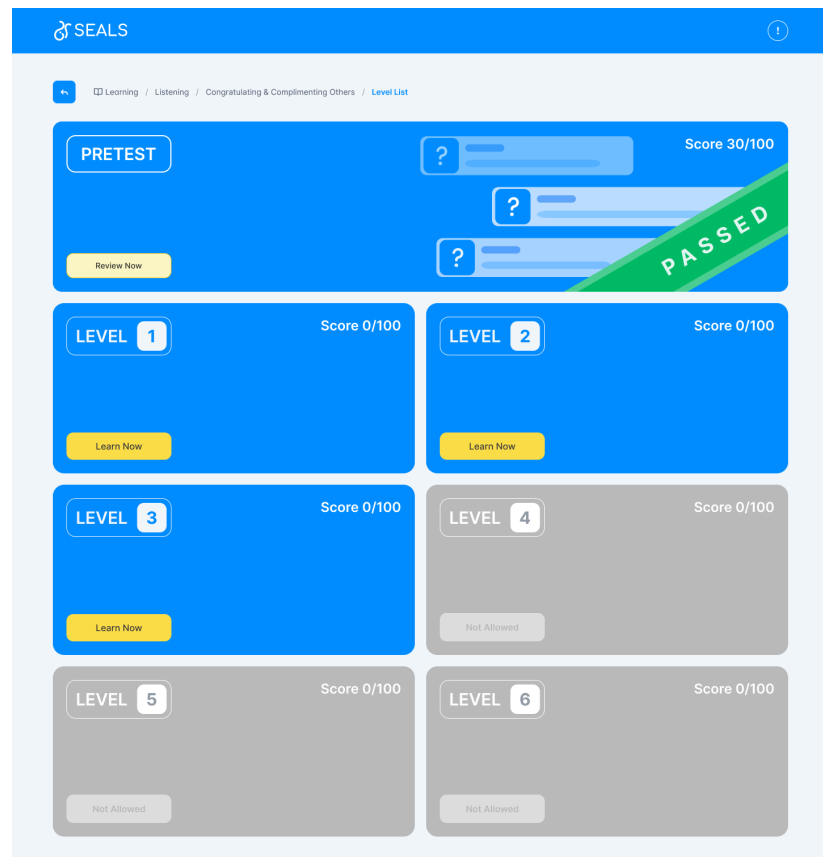 SEALS
!
Learning / Listening / Congratulating & Complimenting Others / Level List
PRETEST
Score 30/100
?
?
?
PASSED
Review Now
LEVEL 1
Score 0/100
Learn Now
LEVEL 2
Score 0/100
Learn Now
LEVEL 3
Score 0/100
Learn Now
LEVEL 4
Score 0/100
Not Allowed
LEVEL 5
Score 0/100
Not Allowed
LEVEL 6
Score 0/100
Not Allowed